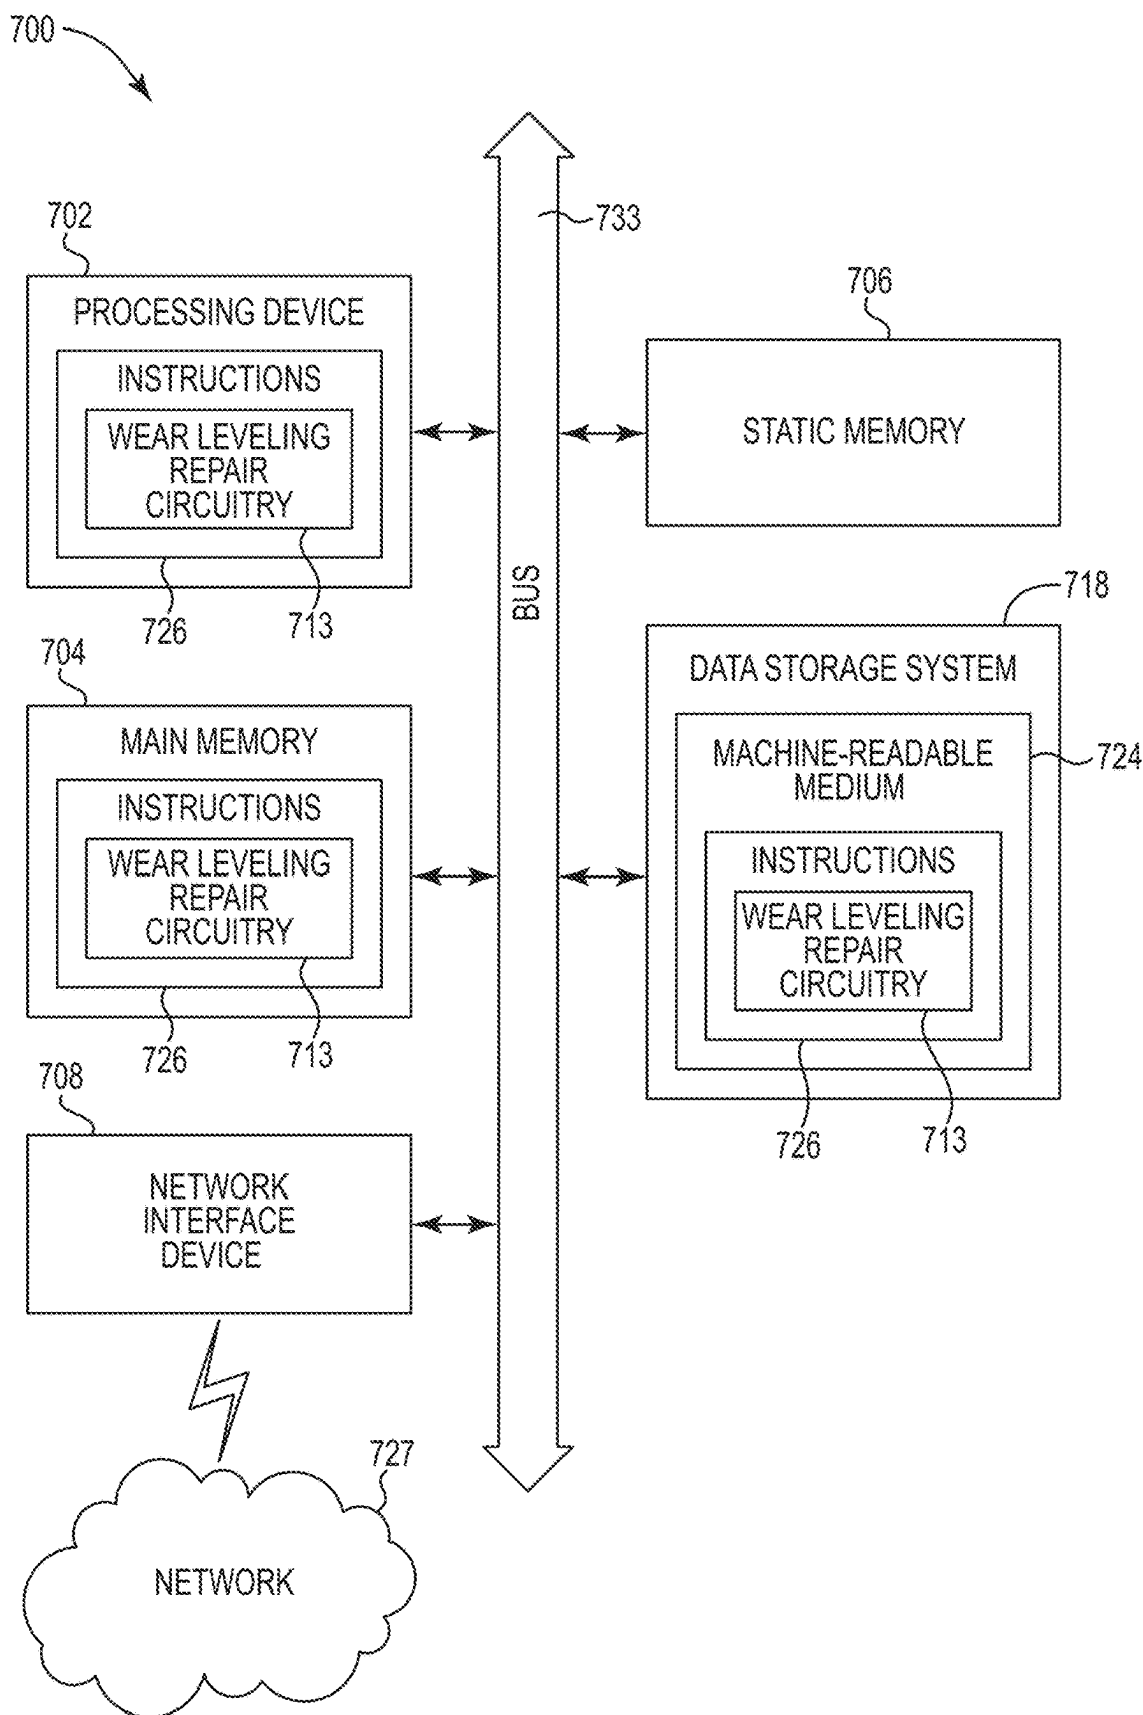 700
702
PROCESSING DEVICE
INSTRUCTIONS
WEAR LEVELING
REPAIR
CIRCUITRY
726
713
704
MAIN MEMORY
INSTRUCTIONS
WEAR LEVELING
REPAIR
CIRCUITRY
726
713
708
NETWORK
INTERFACE
DEVICE
727
NETWORK
733
BUS
706
STATIC MEMORY
718
DATA STORAGE SYSTEM
MACHINE-READABLE
MEDIUM
724
INSTRUCTIONS
WEAR LEVELING
REPAIR
CIRCUITRY
726
713